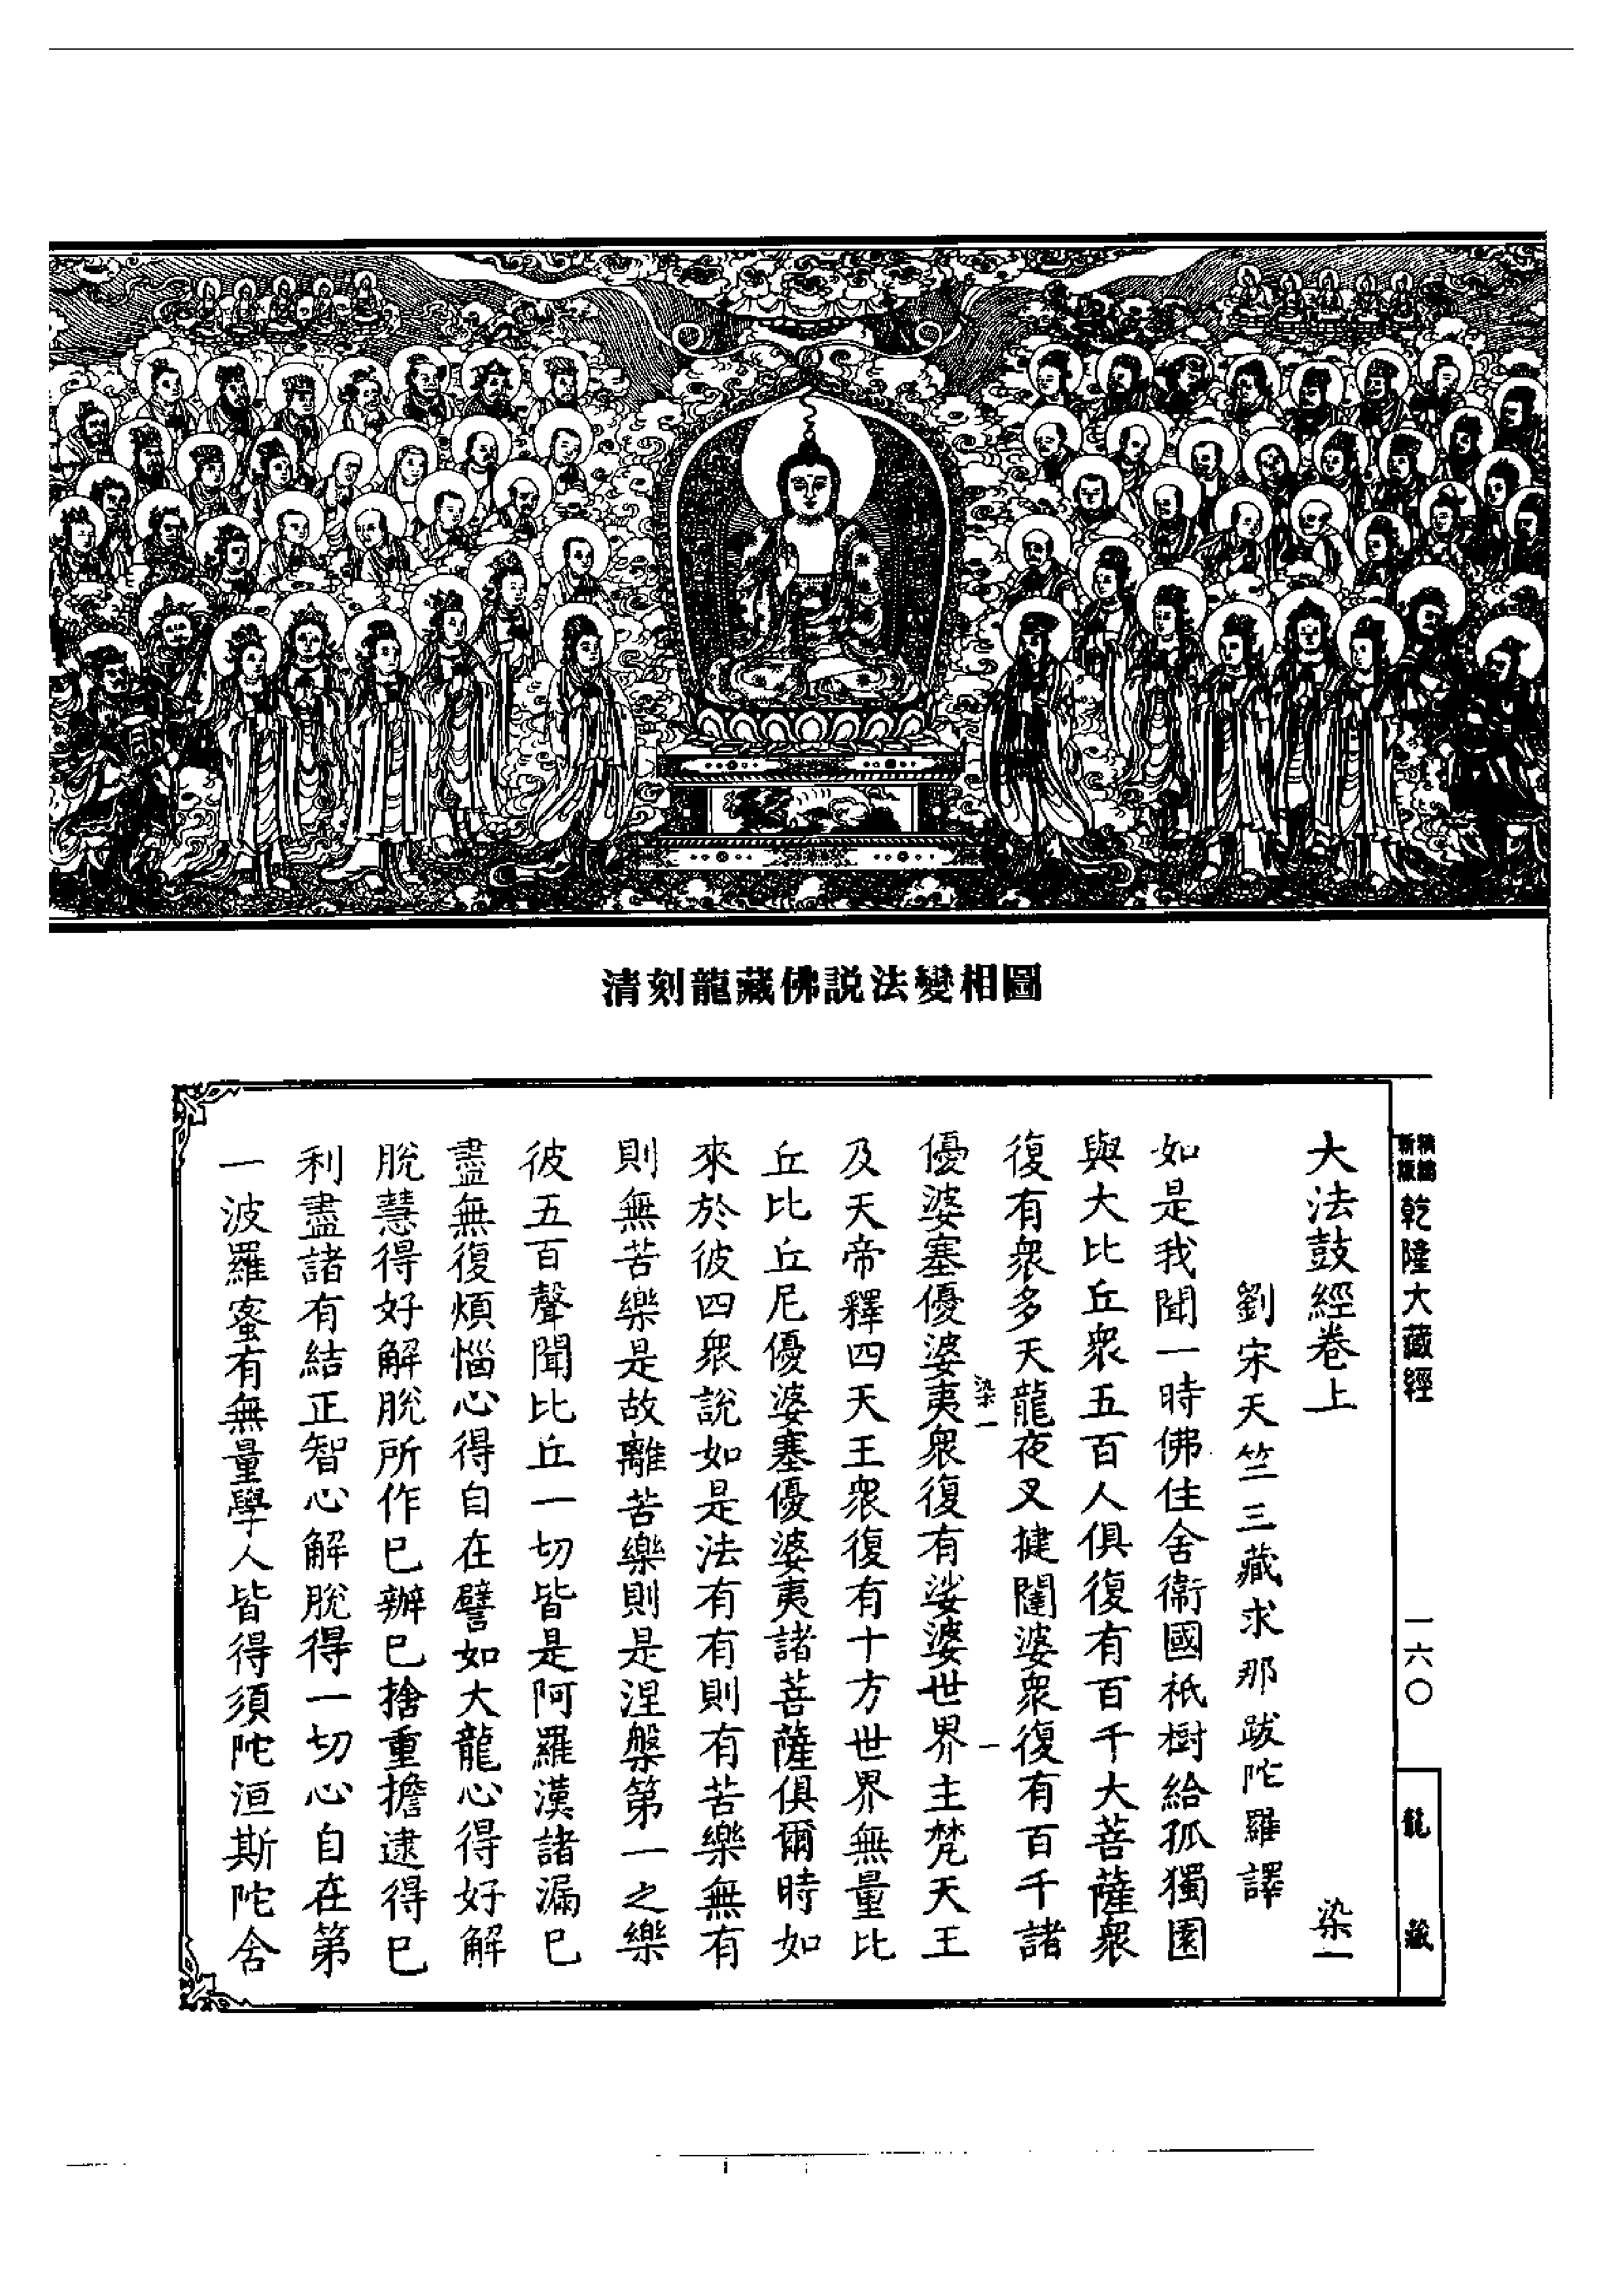 清刻龍藏佛説法變相圖
新編
縮版
乾隆大藏經
一六〇
龍藏
大法鼓經卷上
染一
劉宋天竺三藏求那跋陀羅譯
如是我聞一時佛住舍衞國祇樹給孤獨園
與大比丘衆五百人俱復有百千大菩薩衆
復有衆多天龍夜叉揵闥婆衆復有百千諸
染一
一
優婆塞優婆夷衆復有娑婆世界主梵天王
及天帝釋四天王衆復有十方世界無量比
丘比丘尼優婆塞優婆夷諸菩薩俱爾時如
來於彼四衆說如是法有有則有苦樂無有
則無苦樂是故離苦樂則是涅槃第一之樂
彼五百聲聞比丘一切皆是阿羅漢諸漏已
盡無復煩惱心得自在譬如大龍心得好解
脫慧得好解脫所作已辦已捨重擔逮得已
利盡諸有結正智心解脫得一切心自在第
一波羅蜜有無量學人皆得須陀洹斯陀舍